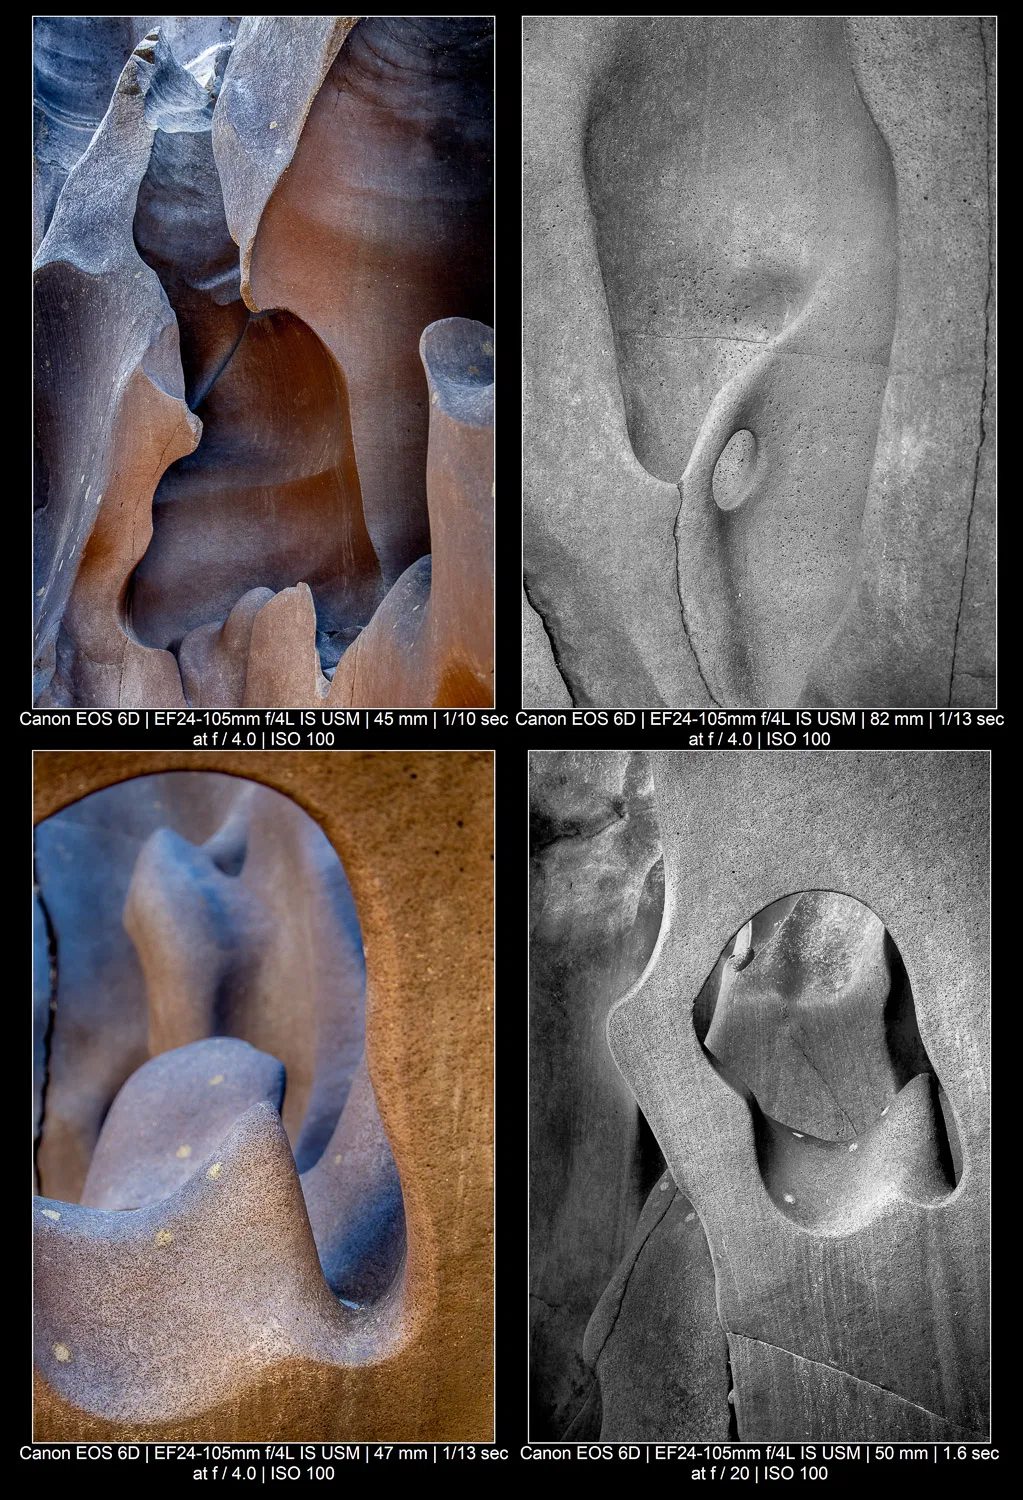 Canon EOS 6D | EF24-105mm f/4L IS USM | 45 mm | 1/10 sec
at f / 4.0 | ISO 100
Canon EOS 6D | EF24-105mm f/4L IS USM | 82 mm | 1/13 sec
at f / 4.0 | ISO 100
Canon EOS 6D | EF24-105mm f/4L IS USM | 47 mm | 1/13 sec
at f / 4.0 | ISO 100
Canon EOS 6D | EF24-105mm f/4L IS USM | 50 mm | 1.6 sec
at f / 20 | ISO 100